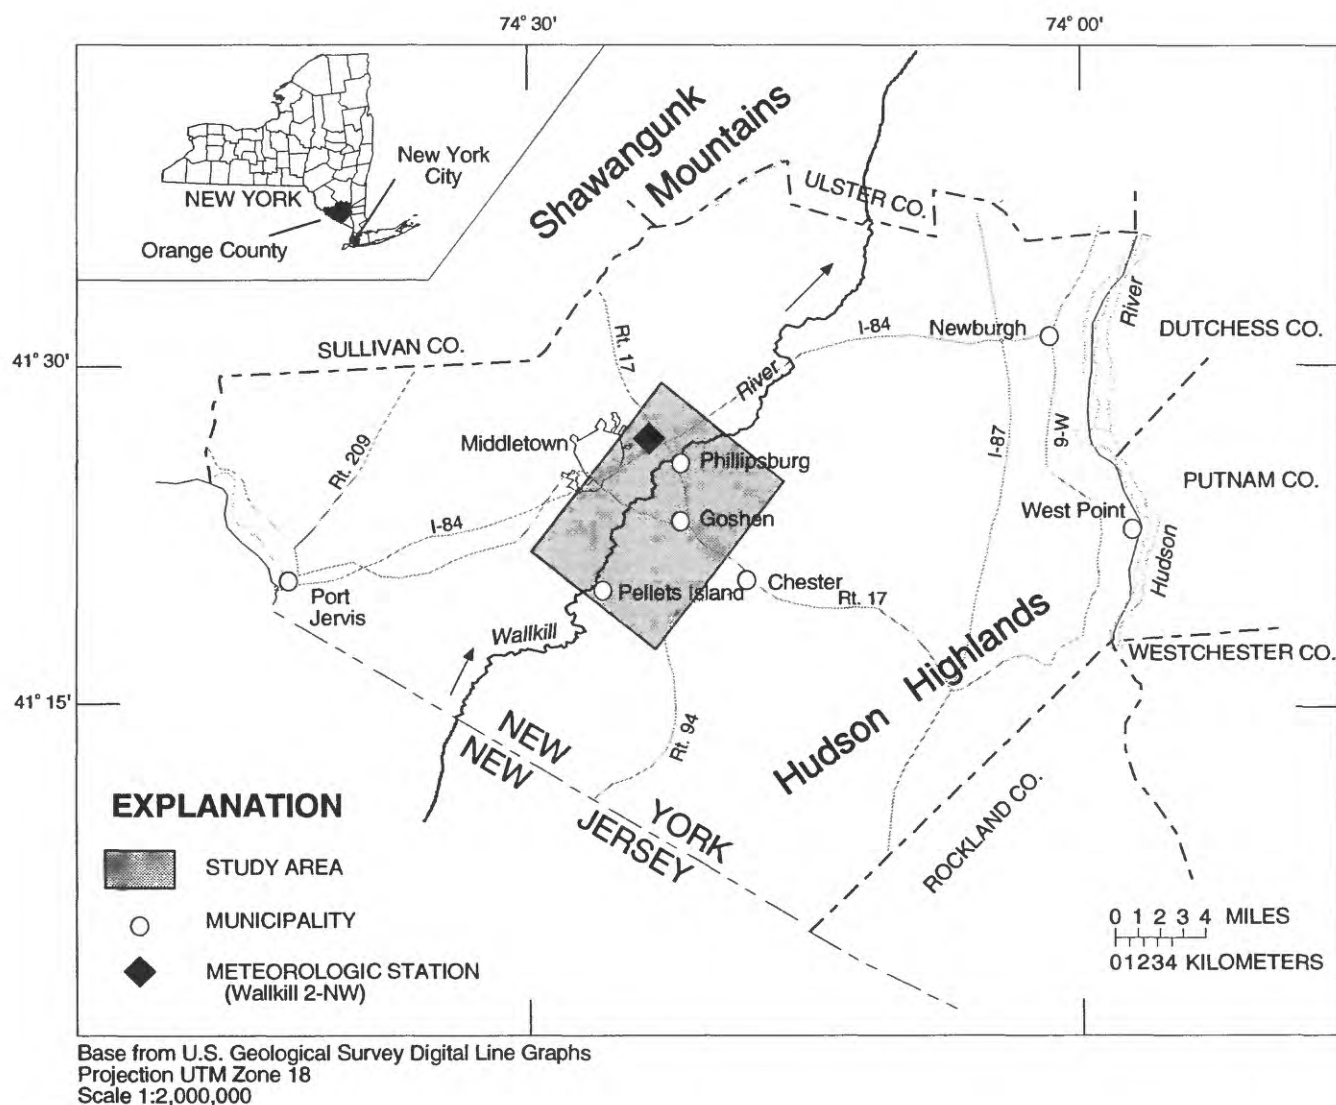 74° 30'
74° 00'
Shawangunk
Mountains
New York
City
NEW YORK
Orange County
ULSTER CO.
River
I-84
Newburgh
DUTCHESS CO.
41° 30'
SULLIVAN CO.
Rt. 17
River
Rt. 209
Middletown
I-87
9-W
Phillipsburg
PUTNAM CO.
I-84
Goshen
West Point
Hudson
Port
Jervis
Pellets Island
Chester
Rt. 17
Wallkill
WESTCHESTER CO.
Hudson Highlands
41° 15'
NEW YORK
NEW JERSEY
Rt. 94
ROCKLAND CO.
EXPLANATION
STUDY AREA
MUNICIPALITY
METEOROLOGIC STATION
(Wallkill 2-NW)
0 1 2 3 4 MILES
0 1 2 3 4 KILOMETERS
Base from U.S. Geological Survey Digital Line Graphs
Projection UTM Zone 18
Scale 1:2,000,000